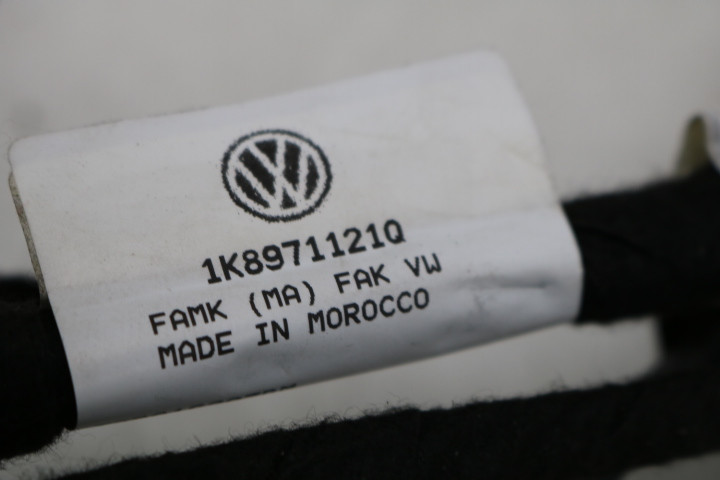 1K8971121Q
FAMK (MA) FAK VW
MADE IN MOROCCO